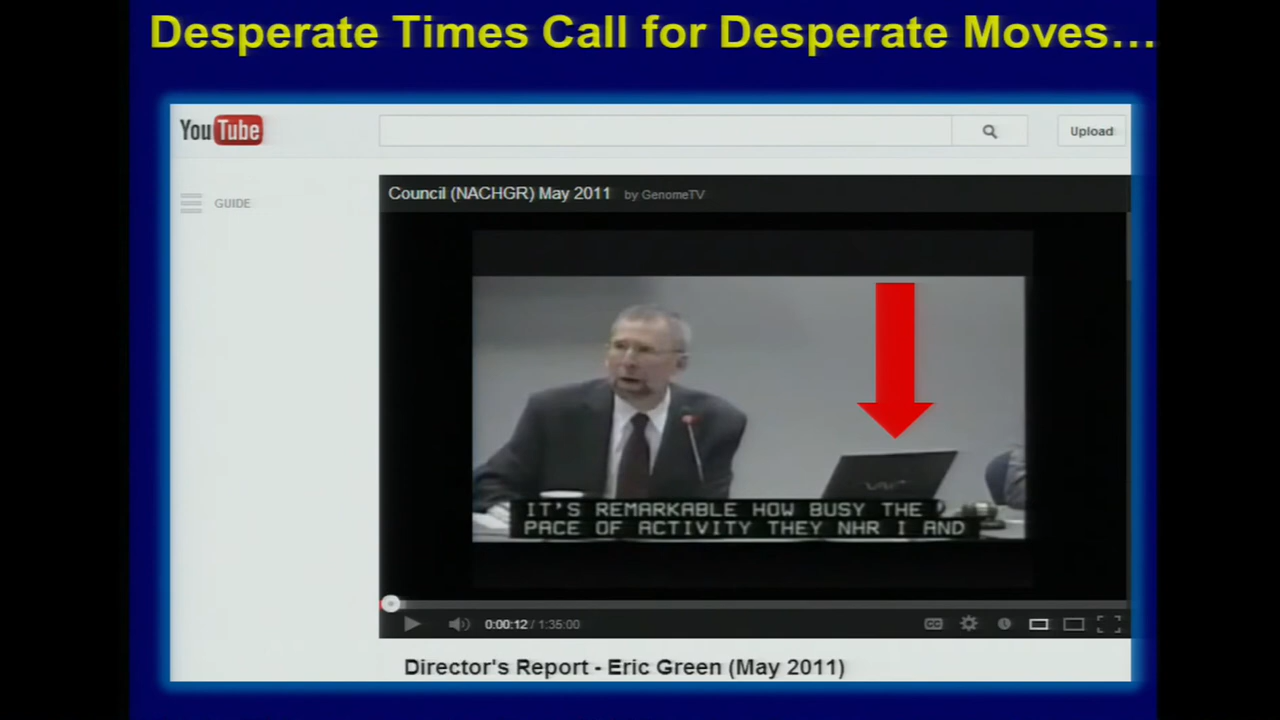 Desperate Times Call for Desperate Moves…
YouTube
Upload
GUIDE
Council (NACHGR) May 2011 by GenomeTV
VAIO
IT'S REMARKABLE HOW BUSY THE
PACE OF ACTIVITY THEY NHR I AND
CC
0:00:12 / 1:35:00
Director's Report - Eric Green (May 2011)